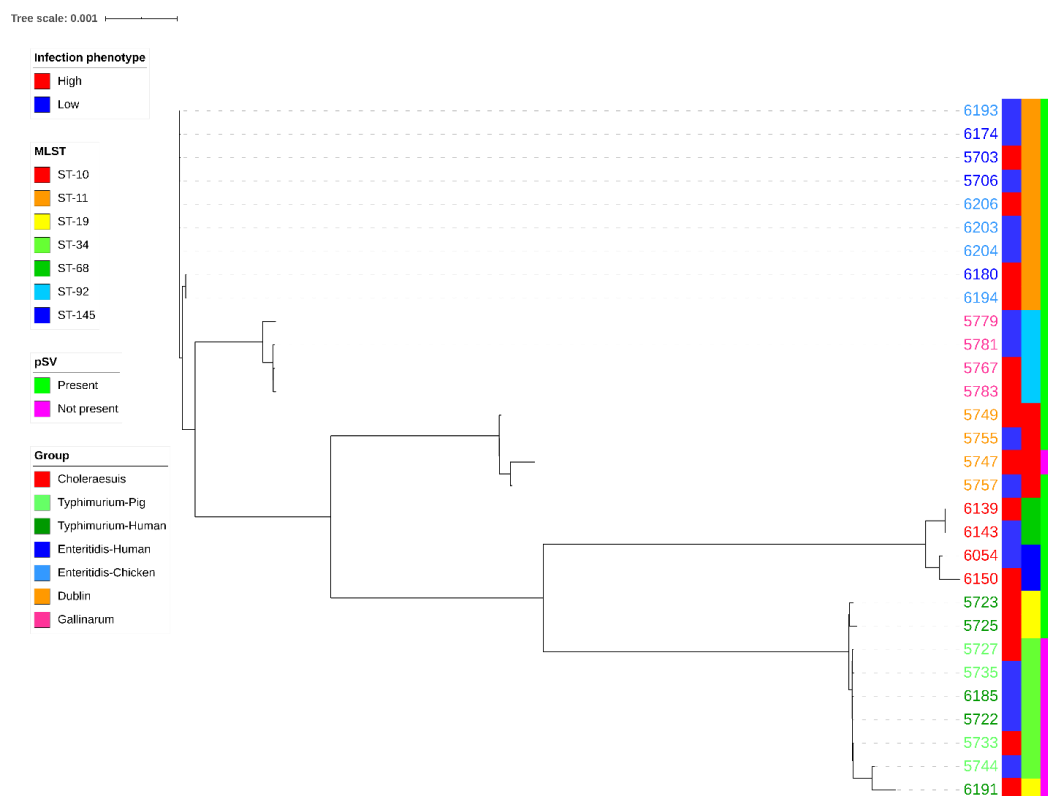 Tree scale: 0.001
Infection phenotype
High
Low
MLST
ST-10
ST-11
ST-19
ST-34
ST-68
ST-92
ST-145
pSV
Present
Not present
Group
Choleraesuis
Typhimurium-Pig
Typhimurium-Human
Enteritidis-Human
Enteritidis-Chicken
Dublin
Gallinarum
6193
6174
5703
5706
6206
6203
6204
6180
6194
5779
5781
5767
5783
5749
5755
5747
5757
6139
6143
6054
6150
5723
5725
5727
5735
6185
5722
5733
5744
6191